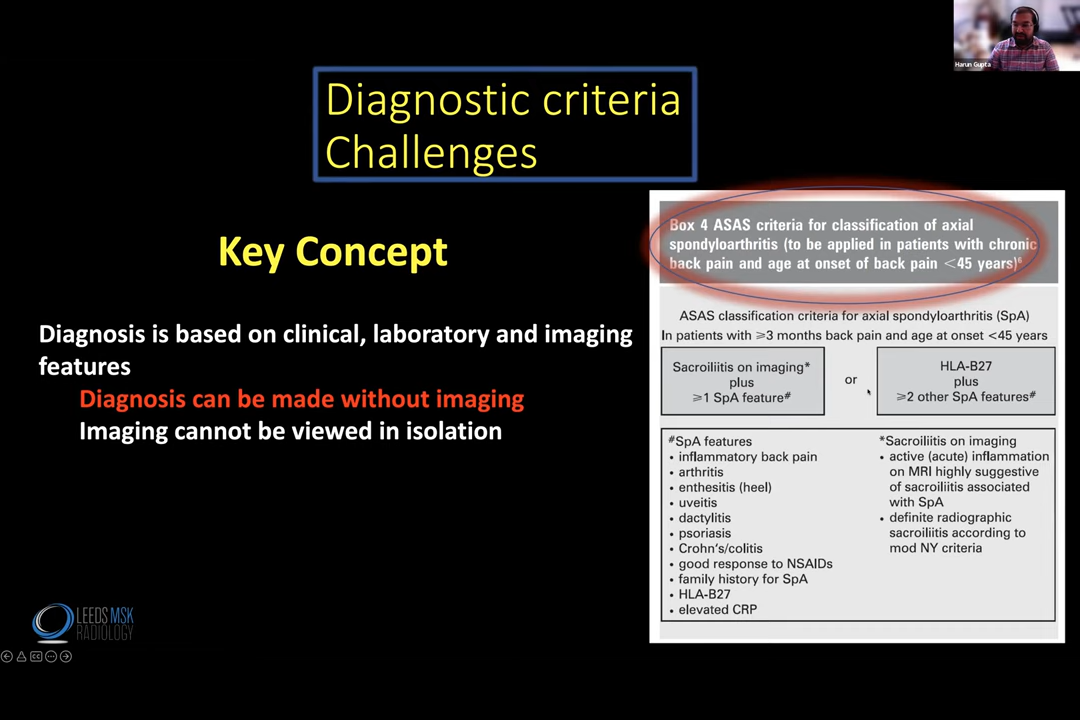 Harun Gupta
Diagnostic criteria
Challenges
Key Concept
Diagnosis is based on clinical, laboratory and imaging
features
Diagnosis can be made without imaging
Imaging cannot be viewed in isolation
Box 4 ASAS criteria for classification of axial
spondyloarthritis (to be applied in patients with chronic
back pain and age at onset of back pain <45 years)⁶
ASAS classification criteria for axial spondyloarthritis (SpA)
In patients with ⩾3 months back pain and age at onset <45 years
Sacroiliitis on imaging*
plus
⩾1 SpA feature#
or
HLA-B27
plus
⩾2 other SpA features#
#SpA features
• inflammatory back pain
• arthritis
• enthesitis (heel)
• uveitis
• dactylitis
• psoriasis
• Crohn's/colitis
• good response to NSAIDs
• family history for SpA
• HLA-B27
• elevated CRP
*Sacroiliitis on imaging
• active (acute) inflammation
on MRI highly suggestive
of sacroiliitis associated
with SpA
• definite radiographic
sacroiliitis according to
mod NY criteria
LEEDS MSK
RADIOLOGY
CC